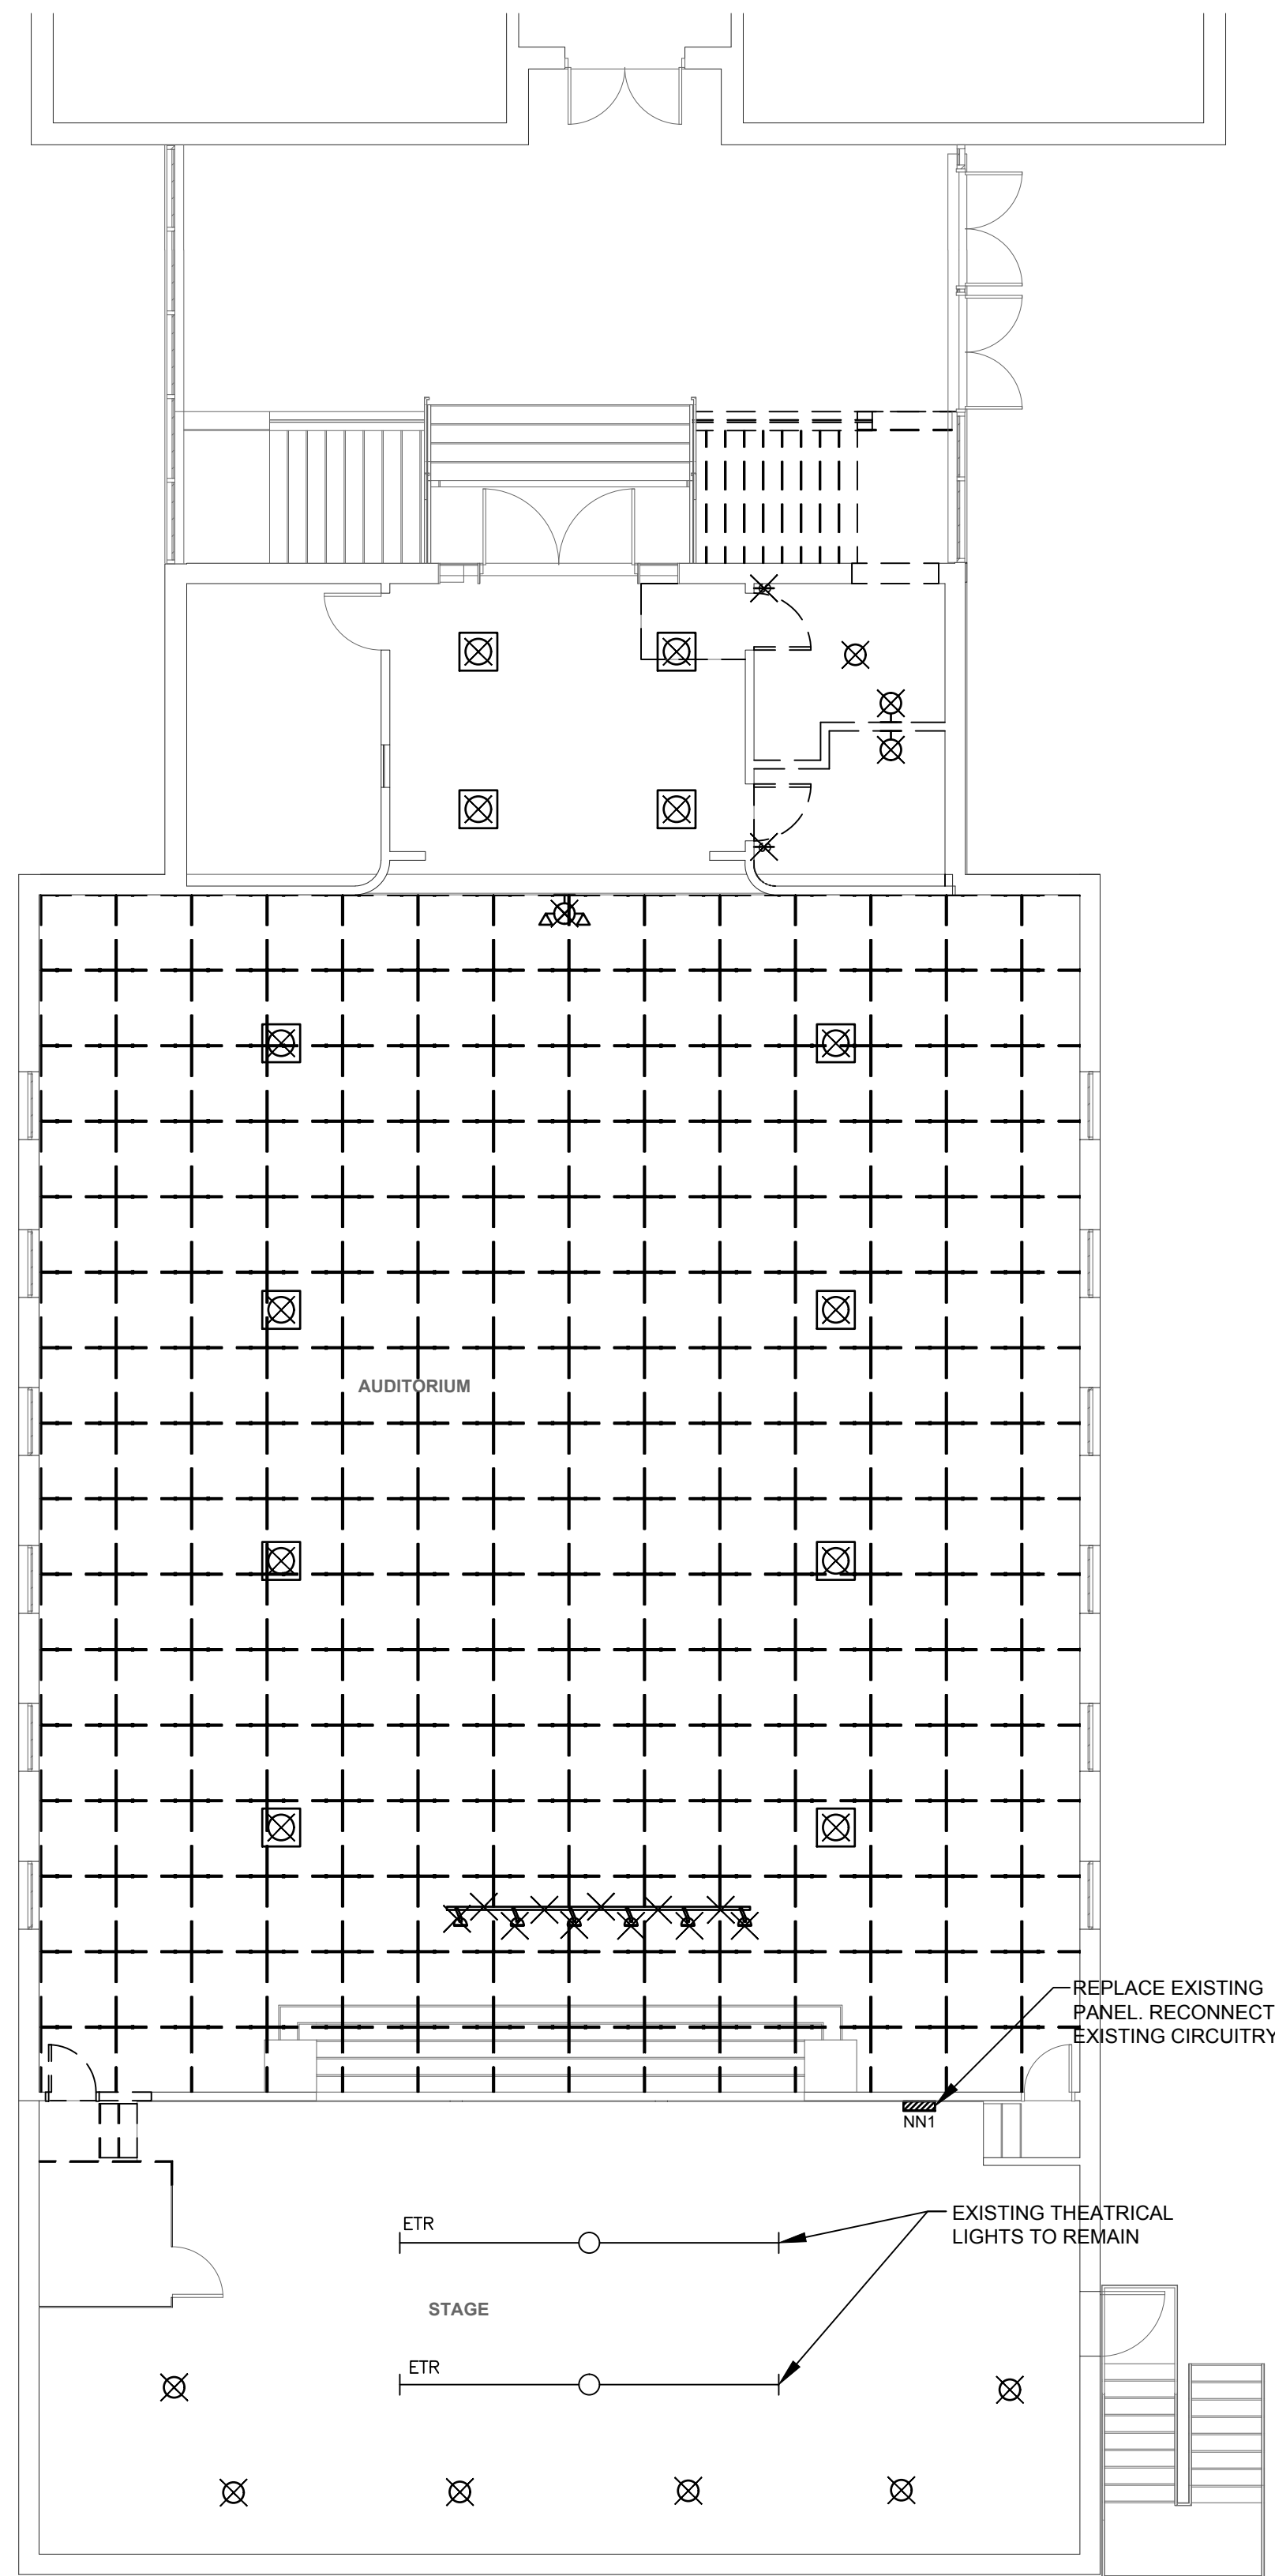 AUDITORIUM
REPLACE EXISTING
PANEL. RECONNECT
EXISTING CIRCUITRY
NN1
ETR
EXISTING THEATRICAL
LIGHTS TO REMAIN
STAGE
ETR